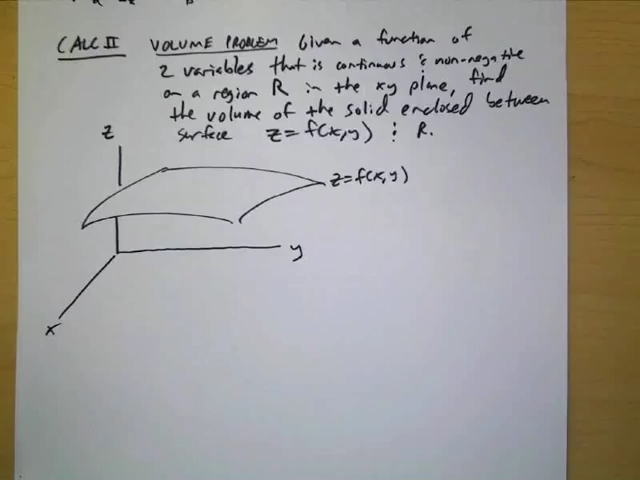 CALC III VOLUME PROBLEM Given a function of
2 variables that is continuous & non-negative
on a region R in the xy plane, find
the volume of the solid enclosed between
surface z=f(x,y) & R.
z
z=f(x,y)
y
x